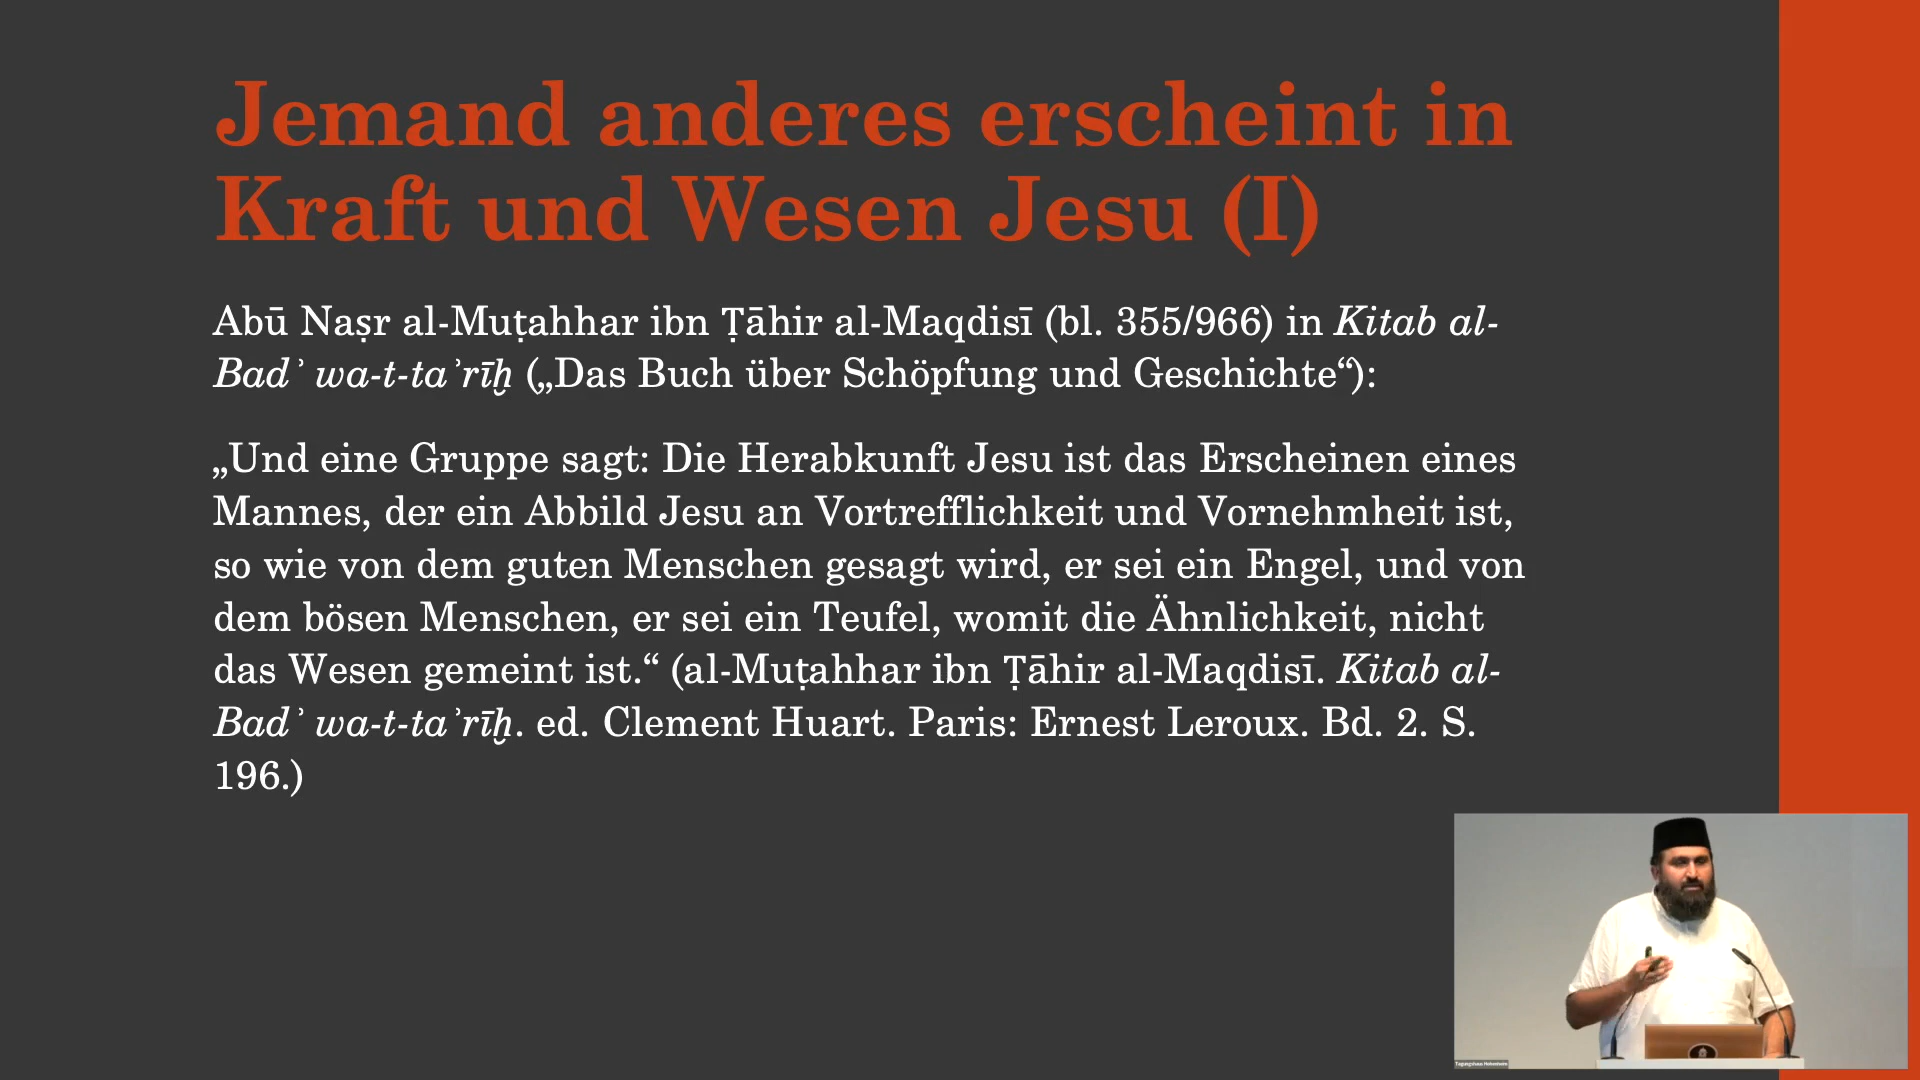 Jemand anderes erscheint in
Kraft und Wesen Jesu (I)
Abū Naṣr al-Muṭahhar ibn Ṭāhir al-Maqdisī (bl. 355/966) in Kitab al-
Badʾ wa-t-taʾrīḫ („Das Buch über Schöpfung und Geschichte“):
„Und eine Gruppe sagt: Die Herabkunft Jesu ist das Erscheinen eines
Mannes, der ein Abbild Jesu an Vortrefflichkeit und Vornehmheit ist,
so wie von dem guten Menschen gesagt wird, er sei ein Engel, und von
dem bösen Menschen, er sei ein Teufel, womit die Ähnlichkeit, nicht
das Wesen gemeint ist.“ (al-Muṭahhar ibn Ṭāhir al-Maqdisī. Kitab al-
Badʾ wa-t-taʾrīḫ. ed. Clement Huart. Paris: Ernest Leroux. Bd. 2. S.
196.)
Tagungshaus Hohenheim